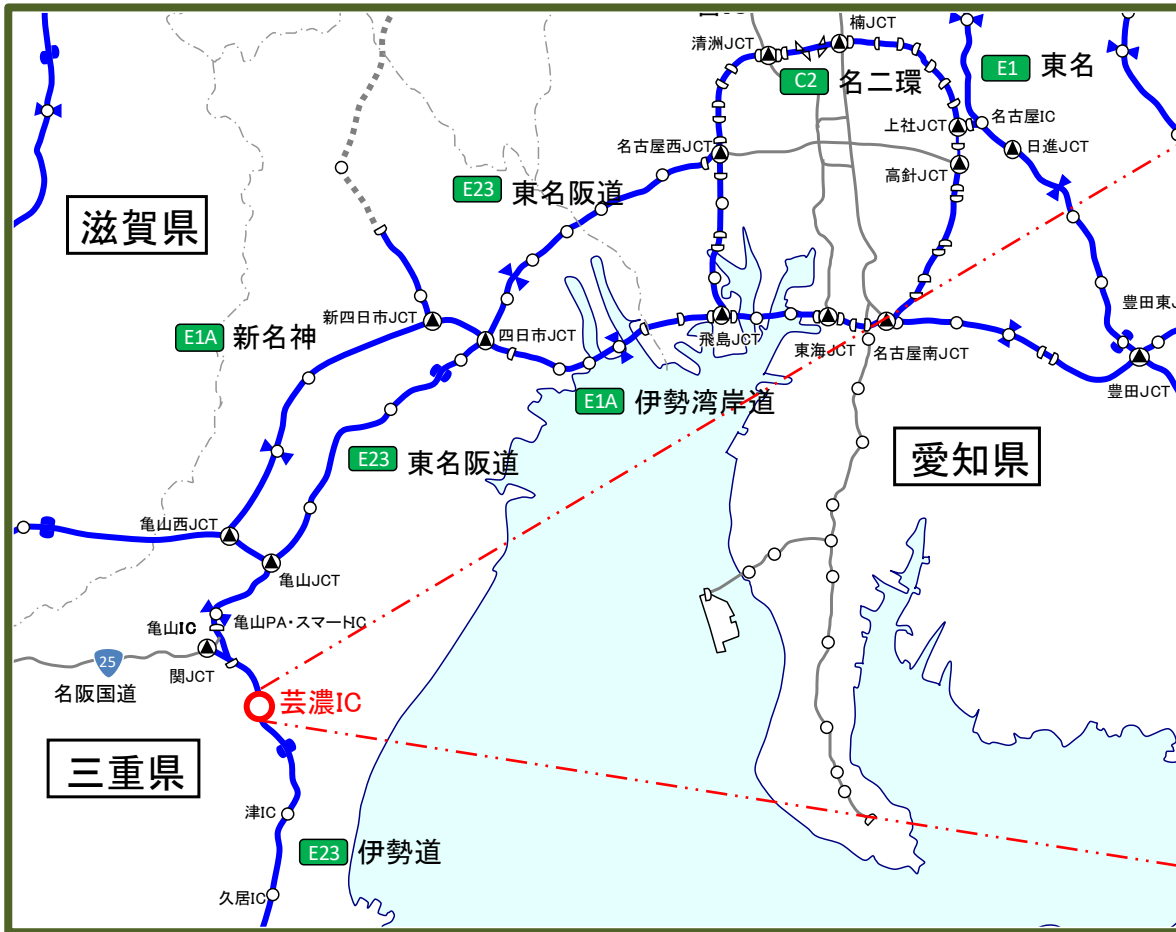 楠JCT
清洲JCT
E1 東名
C2 名二環
名古屋IC
上社JCT
日進JCT
名古屋西JCT
高針JCT
E23 東名阪道
滋賀県
豊田東J
新四日市JCT
E1A 新名神
四日市JCT
飛島JCT
東海JCT
名古屋南JCT
豊田JCT
E1A 伊勢湾岸道
E23 東名阪道
愛知県
亀山西JCT
亀山JCT
亀山IC
亀山PA・スマートIC
関JCT
25
名阪国道
芸濃IC
三重県
津IC
E23 伊勢道
久居IC